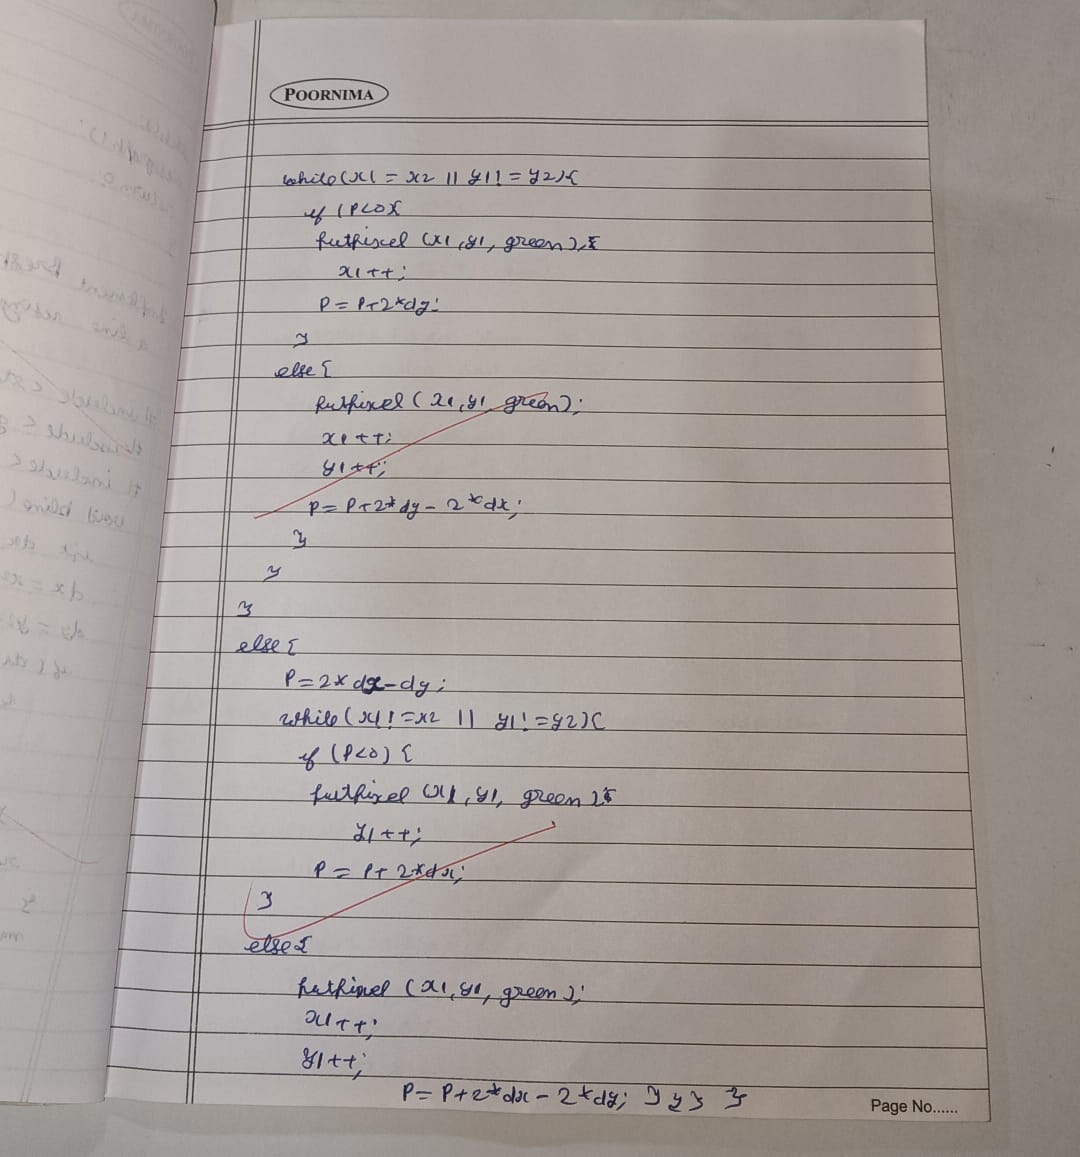 POORNIMA
while(x1 = x2 || y1! = y2){
if (P<0){
putpixel (x1, y1, green);
x1++;
P = P+2*dy;
}
else {
putpixel (x1, y1 green);
x1++;
y1++;
P = P+2*dy - 2*dx;
}
}
}
else {
P = 2* dx - dy;
while (x1! = x2 || y1! = y2){
if (P<0) {
putpixel (x1, y1, green);
y1++;
P = P+ 2*dx;
}
else {
putpixel (x1, y1, green);
x1++;
y1++;
P = P+2*dx - 2*dy; } } } }
Page No......